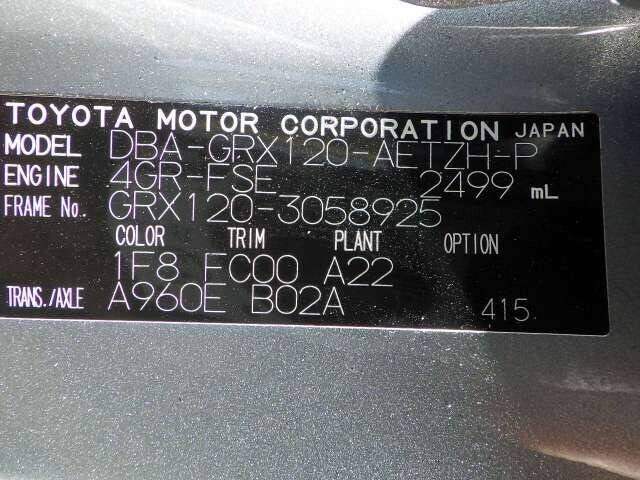 TOYOTA MOTOR CORPORATION JAPAN
MODEL DBA-GRX120-AETZH-P
ENGINE 4GR-FSE 2499 mL
FRAME No. GRX120-3058925
COLOR TRIM PLANT OPTION
1F8 FC00 A22
TRANS./AXLE A960E B02A 415